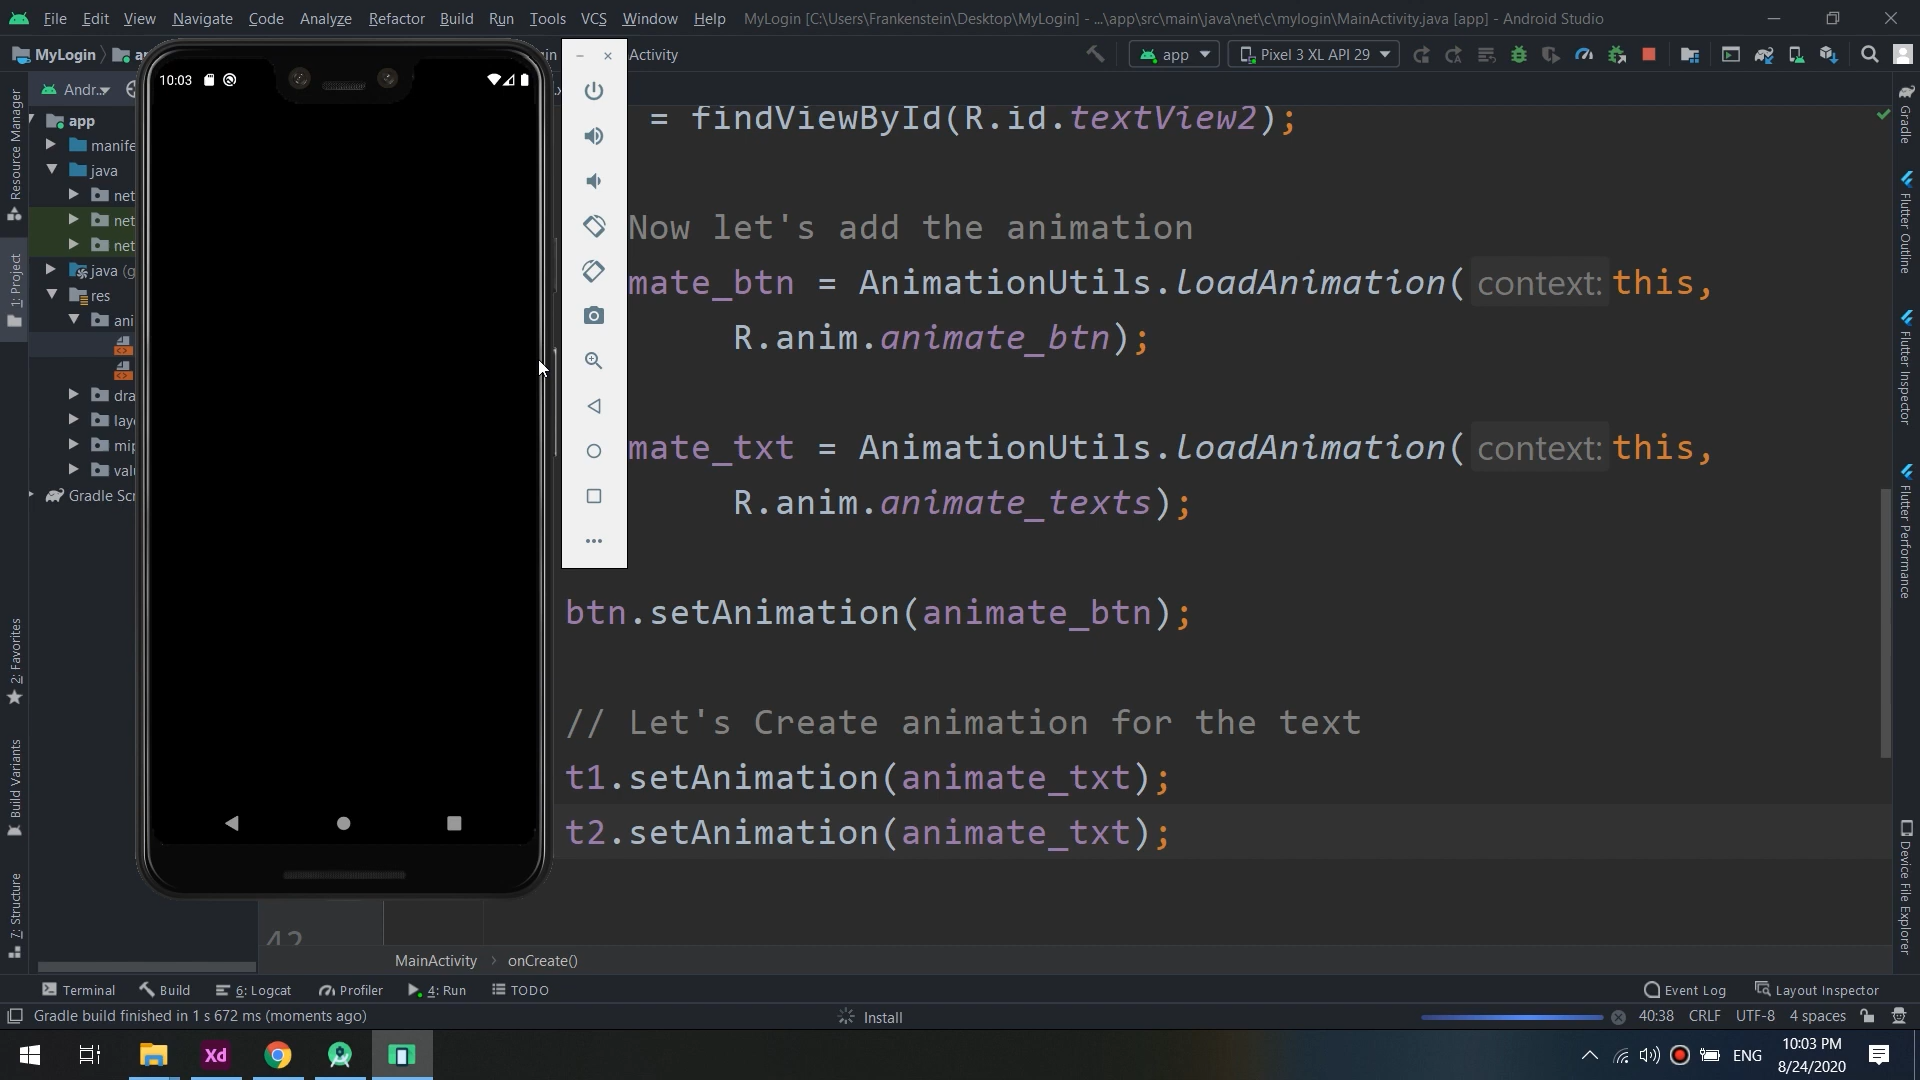 File Edit View Navigate Code Analyze Refactor Build Run Tools VCS Window Help MyLogin [C:\Users\Frankenstein\Desktop\MyLogin] - ...\app\src\main\java\net\c\mylogin\MainActivity.java [app] - Android Studio
MyLogin Activity app Pixel 3 XL API 29
Andr...
10:03
app
manife
java
net
net
net
java (g
res
ani
dra
laye
mip
valu
Gradle Scr
Resource Manager
1: Project
2: Favorites
Build Variants
7: Structure
= findViewById(R.id.textView2);
Now let's add the animation
mate_btn = AnimationUtils.loadAnimation( context: this,
R.anim.animate_btn);
mate_txt = AnimationUtils.loadAnimation( context: this,
R.anim.animate_texts);
btn.setAnimation(animate_btn);
// Let's Create animation for the text
t1.setAnimation(animate_txt);
t2.setAnimation(animate_txt);
42
Gradle
Flutter Outline
Flutter Inspector
Flutter Performance
Device File Explorer
MainActivity onCreate()
Terminal Build 6: Logcat Profiler 4: Run TODO Event Log Layout Inspector
Gradle build finished in 1 s 672 ms (moments ago) Install 40:38 CRLF UTF-8 4 spaces
Xd ENG 10:03 PM
8/24/2020